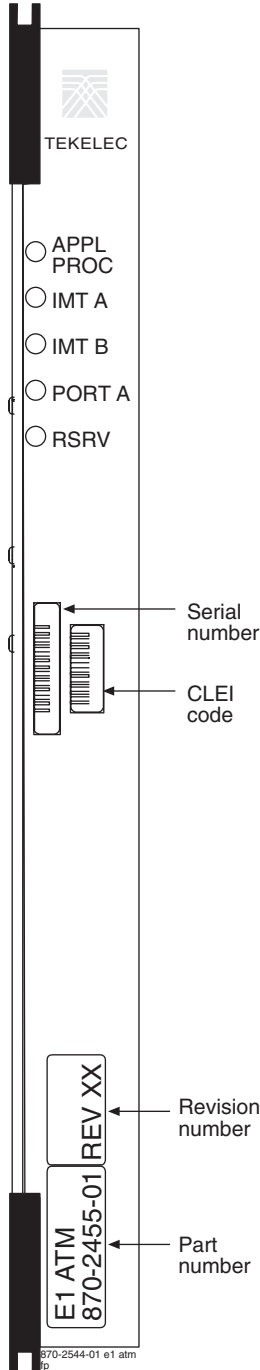 TEKELEC
APPL
PROC
IMT A
IMT B
PORT A
RSRV
Serial
number
CLEI
code
REV XX
Revision
number
E1 ATM
870-2455-01
Part
number
870-2544-01 e1 atm
fp